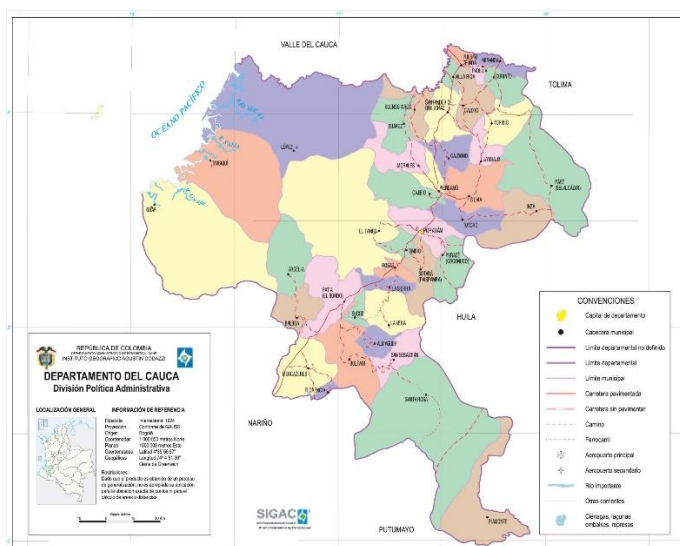 VALLE DEL CAUCA
TOLIMA
OCÉANO PACÍFICO
HUILA
NARIÑO
PUTUMAYO
MIRANDA
PADILLA
CORINTO
VILLA RICA
BUENOS AIRES
SANTANDER DE QUILICHAO
CALOTO
TORIBÍO
SUÁREZ
LÓPEZ
TIMBIQUÍ
GUAPÍ
MORALES
CALDONO
JAMBALÓ
PÁEZ
(BELALCÁZAR)
CAJIBÍO
PIENDAMÓ
SILVIA
INZÁ
TOTORÓ
EL TAMBO
POPAYÁN
TIMBÍO
PURACÉ
(COCONUCO)
ROSAS
SOTARÁ
(PAISPAMBA)
ARGELIA
LA SIERRA
PATÍA
(EL BORDO)
SUCRE
LA VEGA
BALBOA
ALMAGUER
BOLÍVAR
SAN SEBASTIÁN
MERCADERES
FLORENCIA
SANTA ROSA
PIAMONTE
REPÚBLICA DE COLOMBIA
INSTITUTO GEOGRÁFICO AGUSTÍN CODAZZI
DEPARTAMENTO DEL CAUCA
División Política Administrativa
LOCALIZACIÓN GENERAL
INFORMACIÓN DE REFERENCIA
SIGAC
CONVENCIONES
Capital de departamento
Cabecera municipal
Límite departamental no definido
Límite departamental
Límite municipal
Carretera pavimentada
Carretera sin pavimentar
Camino
Ferrocarril
Aeropuerto principal
Aeropuerto secundario
Río importante
Otras corrientes
Ciénagas, lagunas
embalses, represas